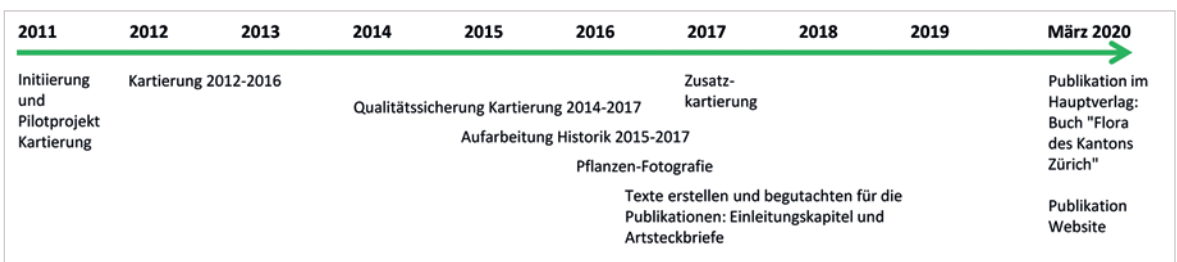 2011 2012 2013 2014 2015 2016 2017 2018 2019 März 2020
Initiierung
und
Pilotprojekt
Kartierung
Kartierung 2012-2016
Qualitätssicherung Kartierung 2014-2017
Aufarbeitung Historik 2015-2017
Pflanzen-Fotografie
Texte erstellen und begutachten für die
Publikationen: Einleitungskapitel und
Artsteckbriefe
Zusatz-
kartierung
Publikation im
Hauptverlag:
Buch "Flora
des Kantons
Zürich"
Publikation
Website